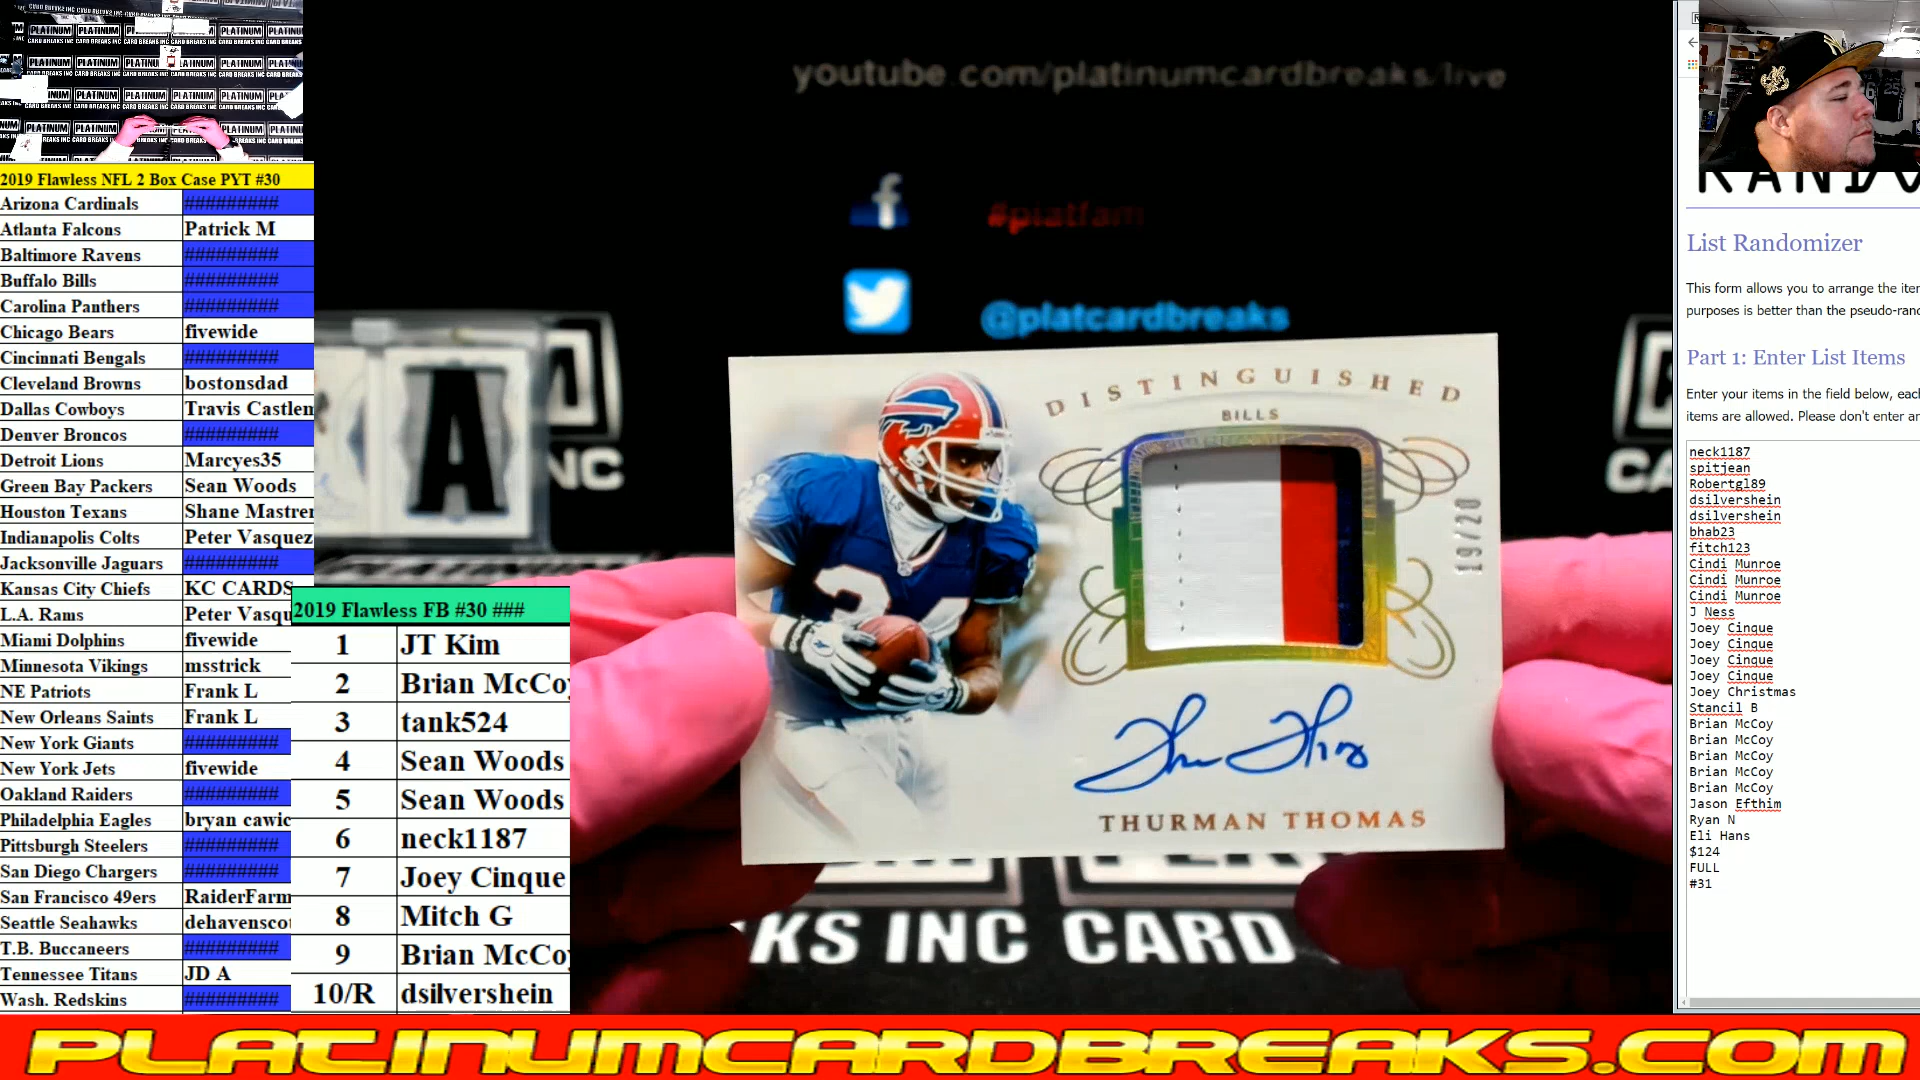 youtube.com/platinumcardbreaks/live
#platfam
@platcardbreaks
2019 Flawless NFL 2 Box Case PYT #30
Arizona Cardinals #########
Atlanta Falcons Patrick M
Baltimore Ravens #########
Buffalo Bills #########
Carolina Panthers #########
Chicago Bears fivewide
Cincinnati Bengals #########
Cleveland Browns bostonsdad
Dallas Cowboys Travis Castlen
Denver Broncos #########
Detroit Lions Marcyes35
Green Bay Packers Sean Woods
Houston Texans Shane Mastrer
Indianapolis Colts Peter Vasquez
Jacksonville Jaguars #########
Kansas City Chiefs KC CARDS
L.A. Rams Peter Vasqu
Miami Dolphins fivewide
Minnesota Vikings msstrick
NE Patriots Frank L
New Orleans Saints Frank L
New York Giants #########
New York Jets fivewide
Oakland Raiders #########
Philadelphia Eagles bryan cawic
Pittsburgh Steelers #########
San Diego Chargers #########
San Francisco 49ers RaiderFarm
Seattle Seahawks dehavensco
T.B. Buccaneers #########
Tennessee Titans JD A
Wash. Redskins #########
2019 Flawless FB #30 ###
1 JT Kim
2 Brian McCoy
3 tank524
4 Sean Woods
5 Sean Woods
6 neck1187
7 Joey Cinque
8 Mitch G
9 Brian McCoy
10/R dsilvershein
DISTINGUISHED
BILLS
19/20
34
THURMAN THOMAS
A
NC
KS INC CARD
List Randomizer
This form allows you to arrange the iter
purposes is better than the pseudo-ran
Part 1: Enter List Items
Enter your items in the field below, eac
items are allowed. Please don't enter ar
neck1187
spitjean
Robertgl89
dsilvershein
dsilvershein
bhab23
fitch123
Cindi Munroe
Cindi Munroe
Cindi Munroe
J Ness
Joey Cinque
Joey Cinque
Joey Cinque
Joey Cinque
Joey Christmas
Stancil B
Brian McCoy
Brian McCoy
Brian McCoy
Brian McCoy
Brian McCoy
Jason Efthim
Ryan N
Eli Hans
$124
FULL
#31
PLATINUMCARDBREAKS.COM